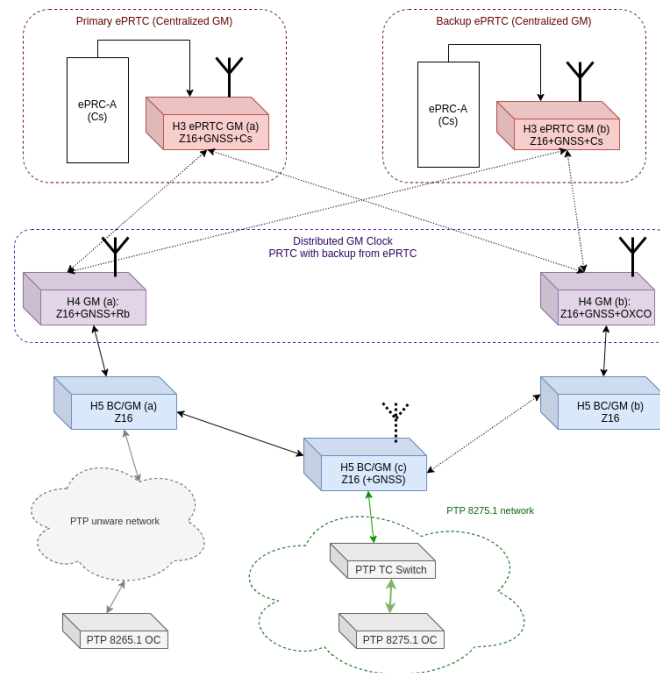 Primary ePRTC (Centralized GM)
Backup ePRTC (Centralized GM)
ePRC-A
(Cs)
H3 ePRTC GM (a)
Z16+GNSS+Cs
ePRC-A
(Cs)
H3 ePRTC GM (b)
Z16+GNSS+Cs
Distributed GM Clock
PRTC with backup from ePRTC
H4 GM (a):
Z16+GNSS+Rb
H4 GM (b):
Z16+GNSS+OXCO
H5 BC/GM (a)
Z16
H5 BC/GM (b)
Z16
H5 BC/GM (c)
Z16 (+GNSS)
PTP unware network
PTP 8275.1 network
PTP TC Switch
PTP 8265.1 OC
PTP 8275.1 OC